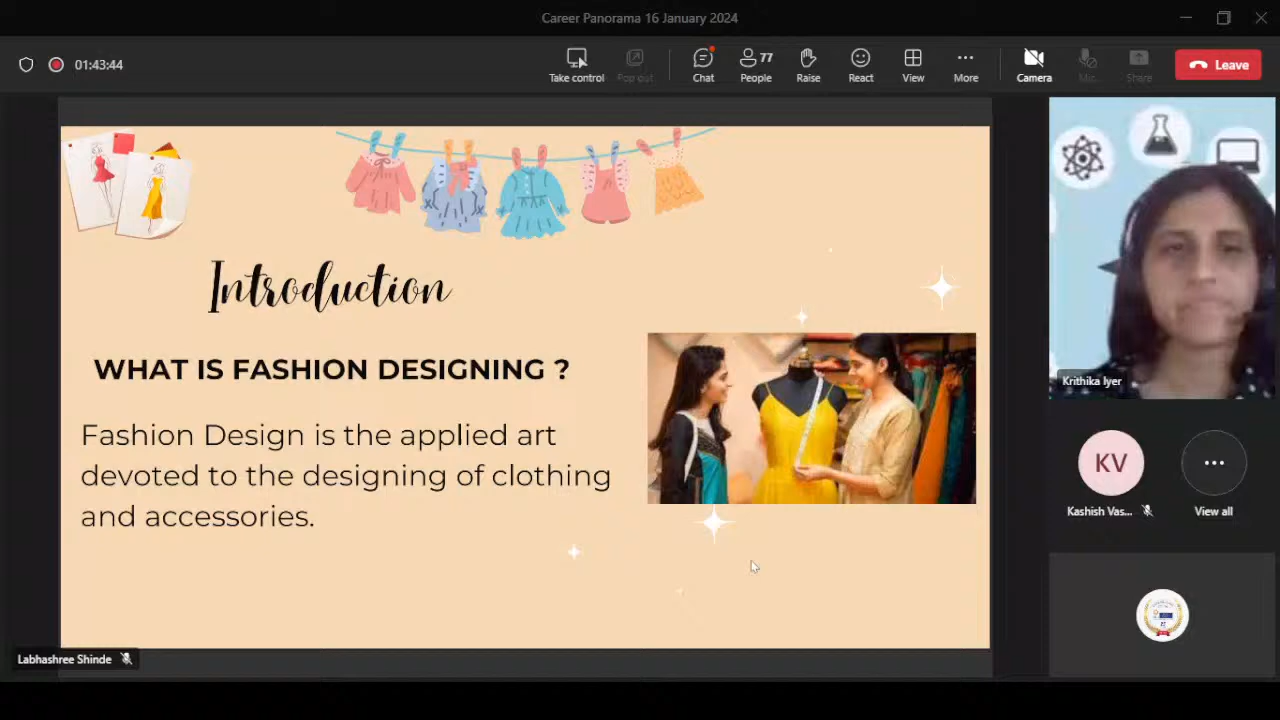 Career Panorama 16 January 2024
01:43:44
Take control
Pop out
Chat
77
People
Raise
React
View
More
Camera
Mic
Share
Leave
Introduction
WHAT IS FASHION DESIGNING ?
Fashion Design is the applied art
devoted to the designing of clothing
and accessories.
Krithika Iyer
KV
Kashish Vas...
View all
Labhashree Shinde